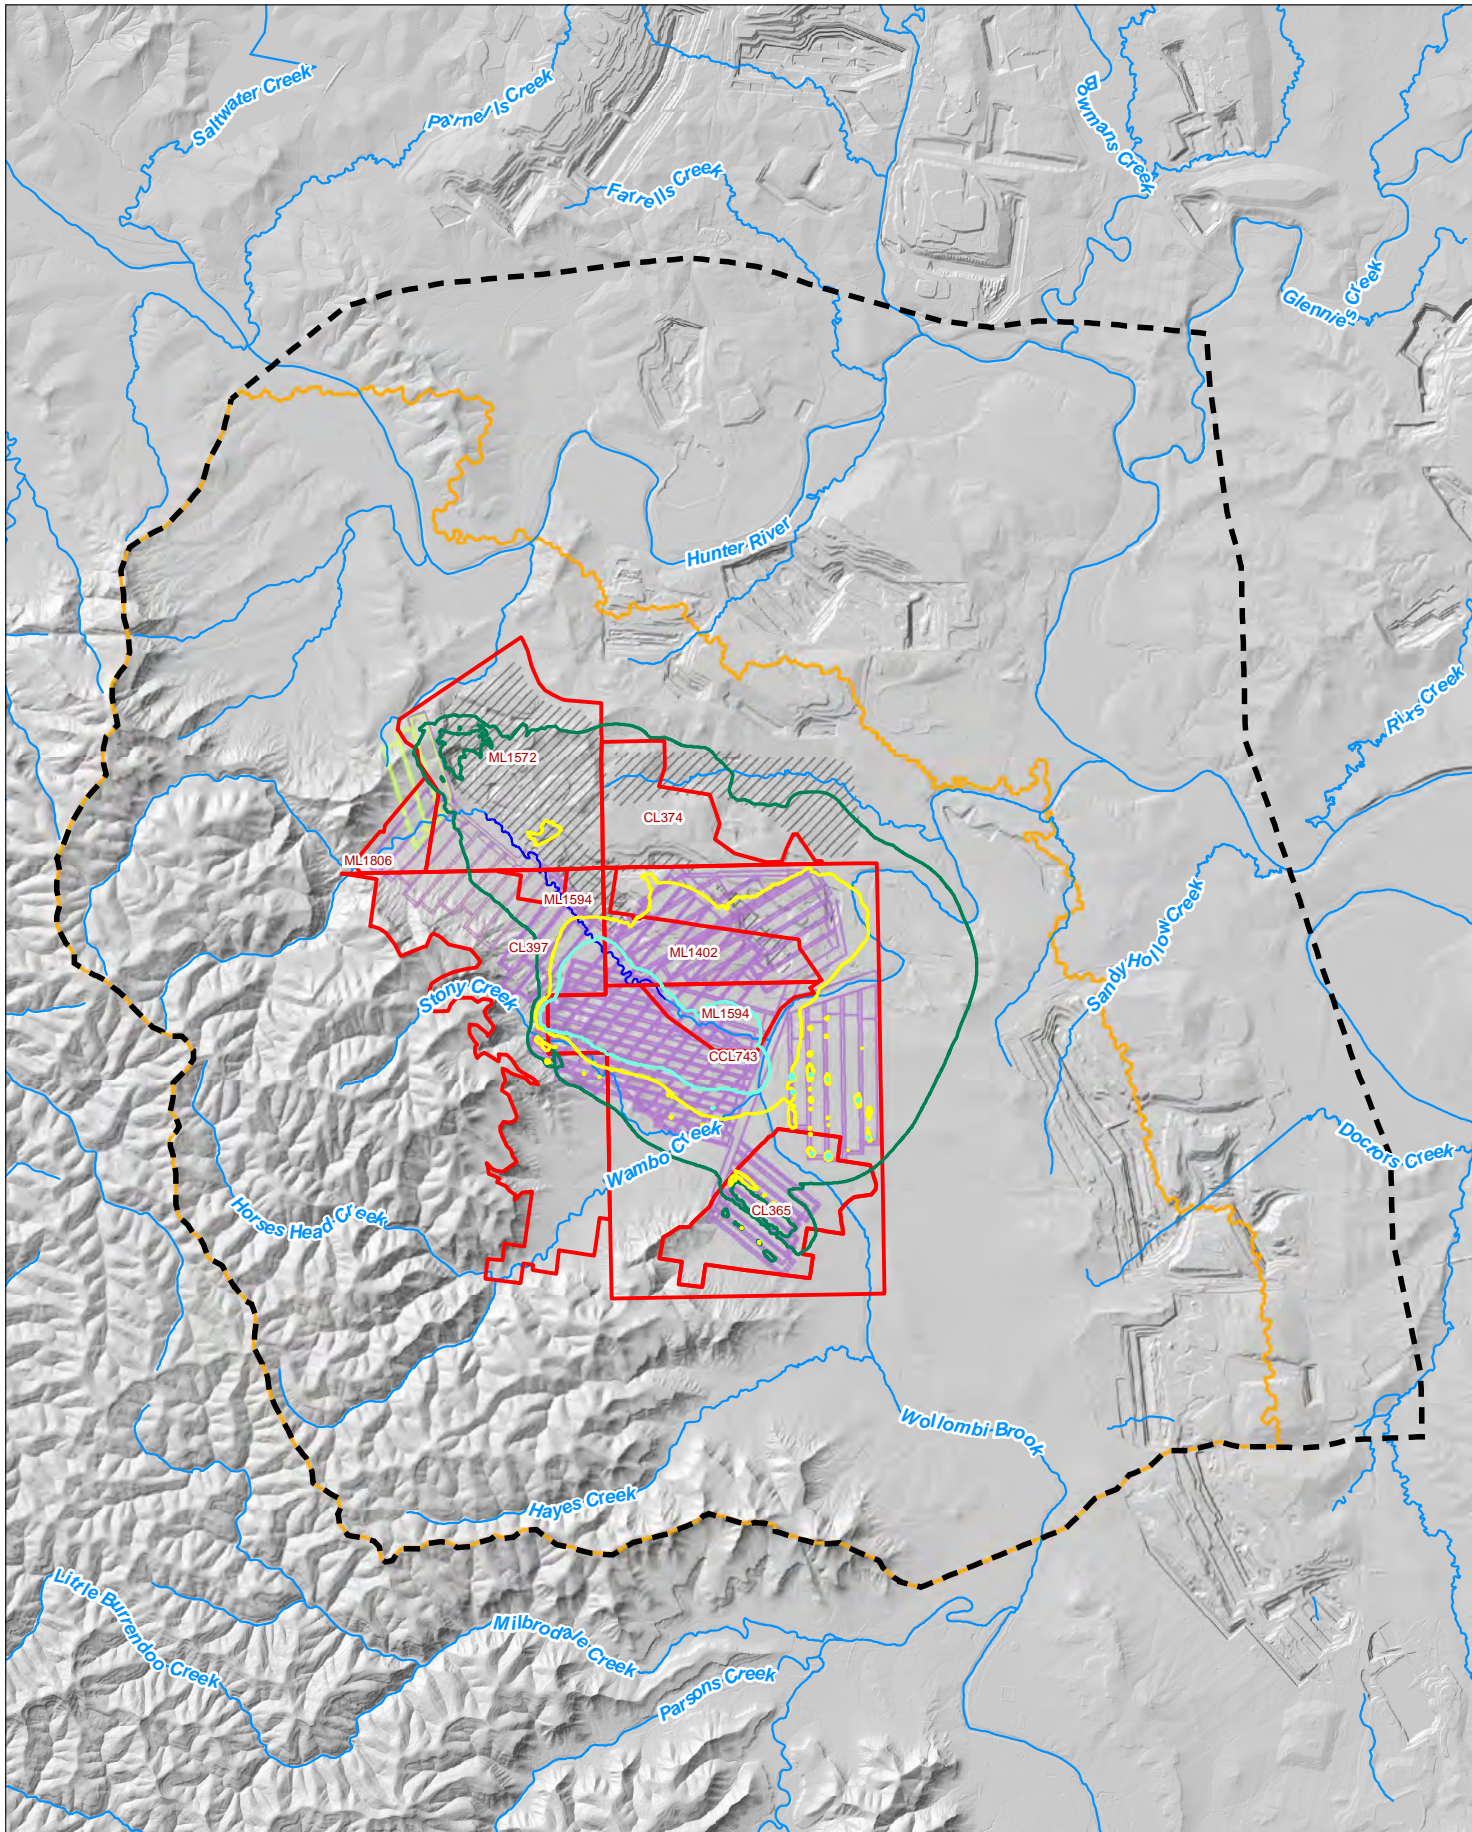 Saltwater Creek
Parnells Creek
Bowmans Creek
Farrells Creek
Glennies Creek
Hunter River
Rixs Creek
ML1572
CL374
ML1806
ML1594
CL397
ML1402
Stony Creek
Sandy Hollow Creek
ML1594
CCL743
Wambo Creek
Doctors Creek
Horses Head Creek
CL365
Wollombi Brook
Hayes Creek
Little Burrendoo Creek
Milbrodale Creek
Parsons Creek